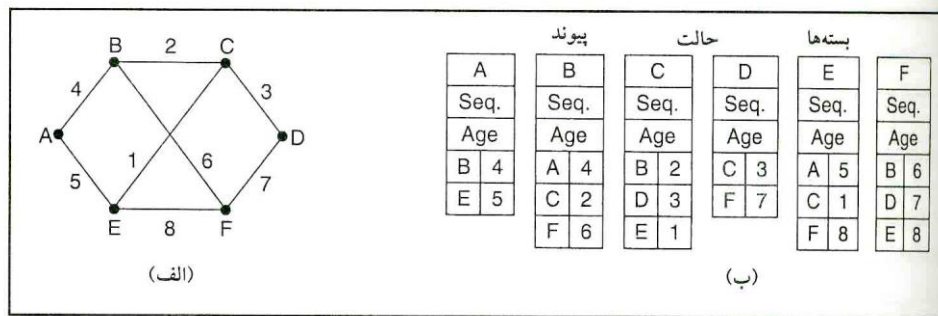 B 2 C
4 3
A 1 6 D
5 7
E 8 F
(الف)
پیوند حالت بسته‌ها
A B C D E F
Seq. Seq. Seq. Seq. Seq. Seq.
Age Age Age Age Age Age
B 4 A 4 B 2 C 3 A 5 B 6
E 5 C 2 D 3 F 7 C 1 D 7
F 6 E 1 F 8 E 8
(ب)